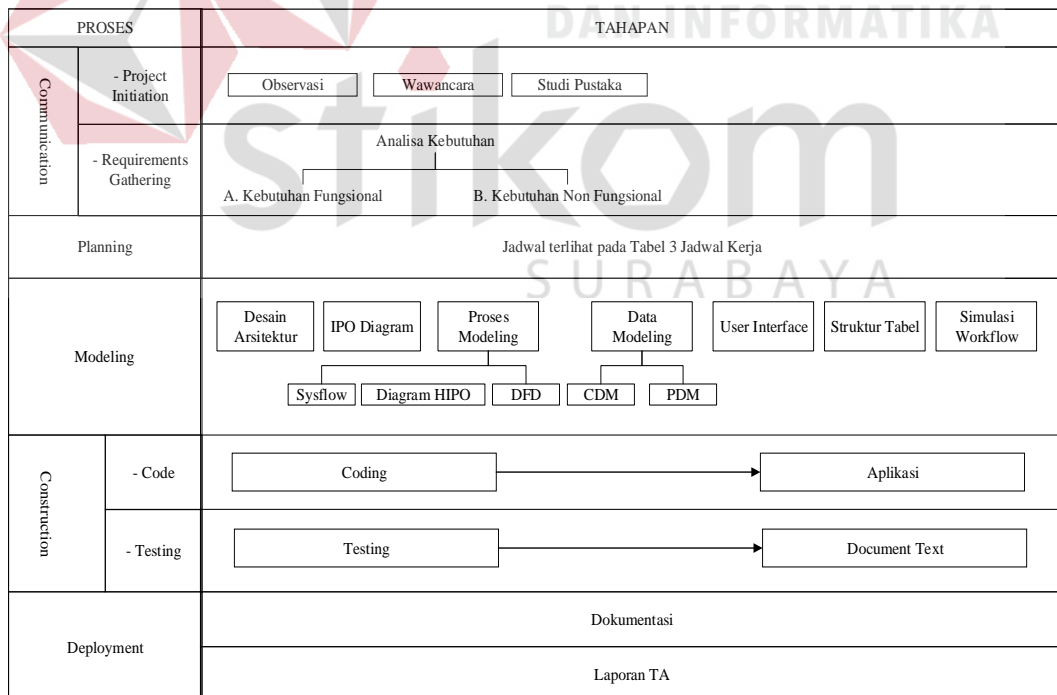 DAN INFORMATIKA
stikom
SURABAYA
PROSES
TAHAPAN
Communication
- Project
Initiation
Observasi
Wawancara
Studi Pustaka
- Requirements
Gathering
Analisa Kebutuhan
A. Kebutuhan Fungsional
B. Kebutuhan Non Fungsional
Planning
Jadwal terlihat pada Tabel 3 Jadwal Kerja
Modeling
Desain
Arsitektur
IPO Diagram
Proses
Modeling
Data
Modeling
User Interface
Struktur Tabel
Simulasi
Workflow
Sysflow
Diagram HIPO
DFD
CDM
PDM
Construction
- Code
Coding
Aplikasi
- Testing
Testing
Document Text
Deployment
Dokumentasi
Laporan TA